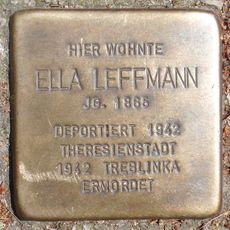 HIER WOHNTE
ELLA LEFFMANN
JG. 1865
DEPORTIERT 1942
THERESIENSTADT
1942 TREBLINKA
ERMORDET